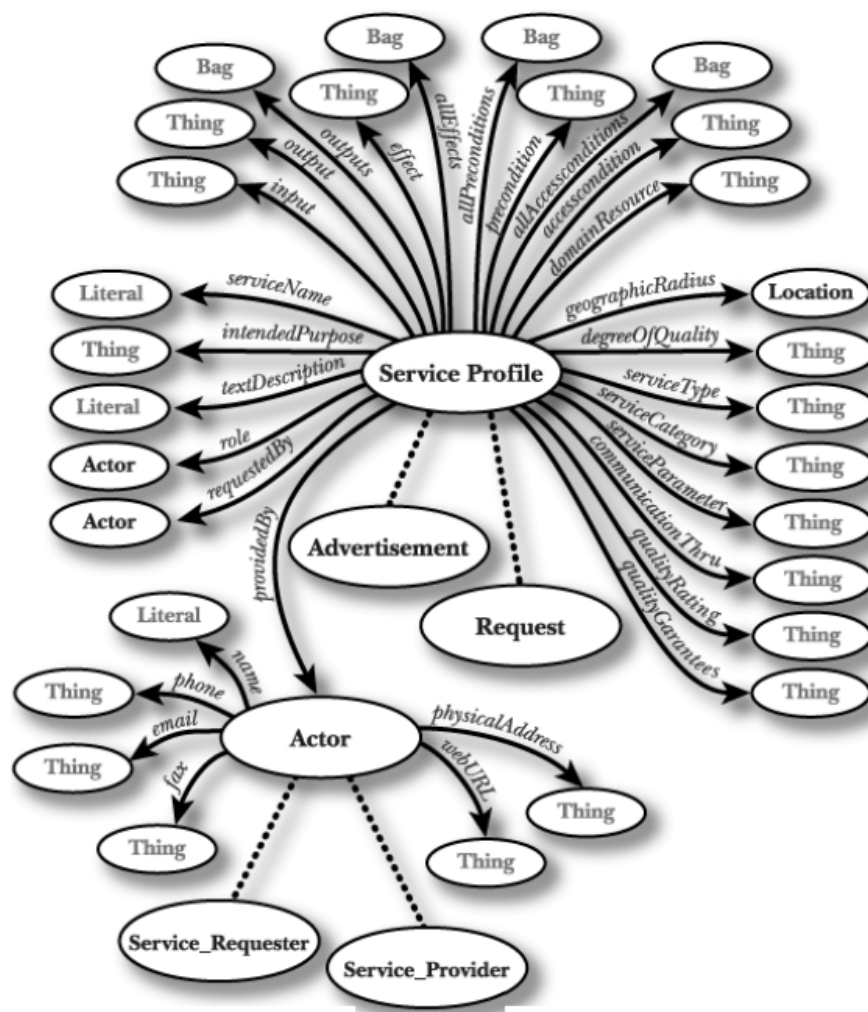 Bag
Bag
Bag
Bag
Thing
Thing
Thing
Thing
Thing
Thing
input
output
outputs
effect
allEffects
allPreconditions
precondition
allAccessconditions
accesscondition
domainResource
Literal
serviceName
geographicRadius
Location
Thing
intendedPurpose
Service Profile
degreeOfQuality
Thing
Literal
textDescription
serviceType
Thing
Actor
role
serviceCategory
Thing
Actor
requestedBy
serviceParameter
Thing
providedBy
Advertisement
communicationThru
Thing
Request
qualityRating
Thing
qualityGarantees
Thing
Literal
name
Thing
phone
Thing
email
Actor
physicalAddress
Thing
fax
webURL
Thing
Thing
Service_Requester
Service_Provider